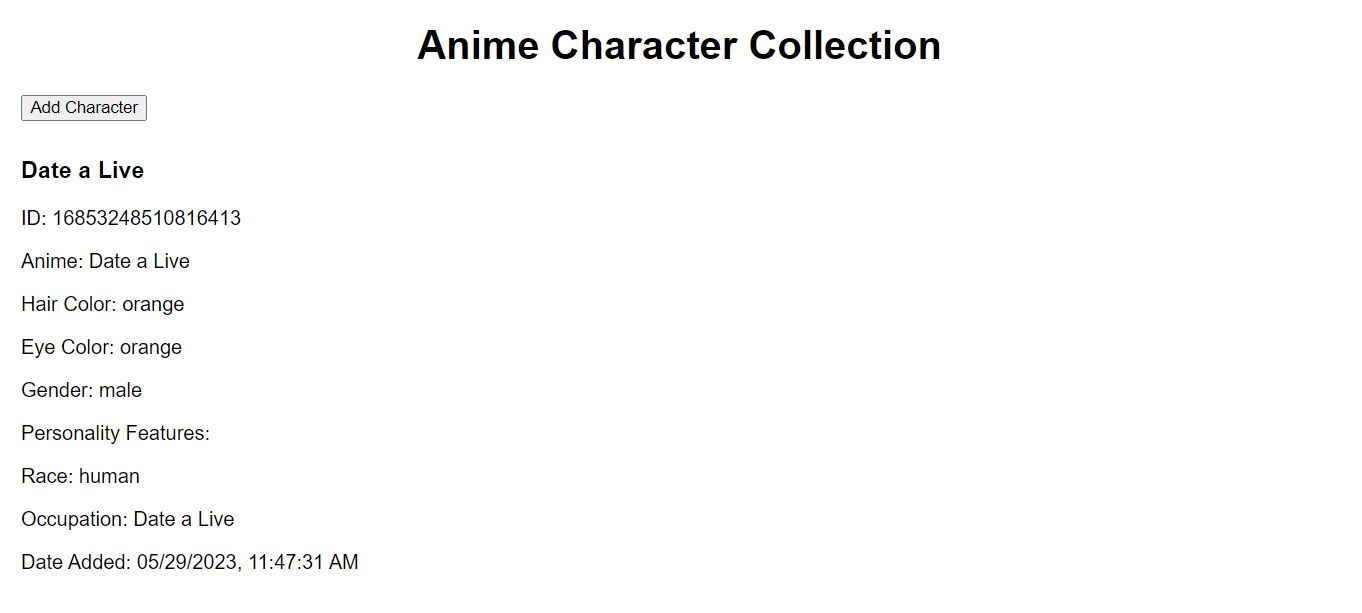 Anime Character Collection
Add Character
Date a Live
ID: 16853248510816413
Anime: Date a Live
Hair Color: orange
Eye Color: orange
Gender: male
Personality Features:
Race: human
Occupation: Date a Live
Date Added: 05/29/2023, 11:47:31 AM